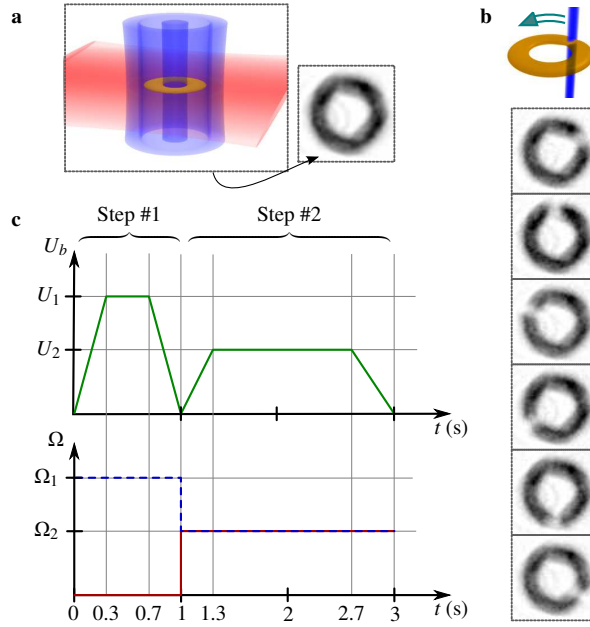 a
b
c
Step #1 Step #2
U_b
U_1
U_2
t (s)
Ω
Ω_1
Ω_2
t (s)
0 0.3 0.7 1 1.3 2 2.7 3